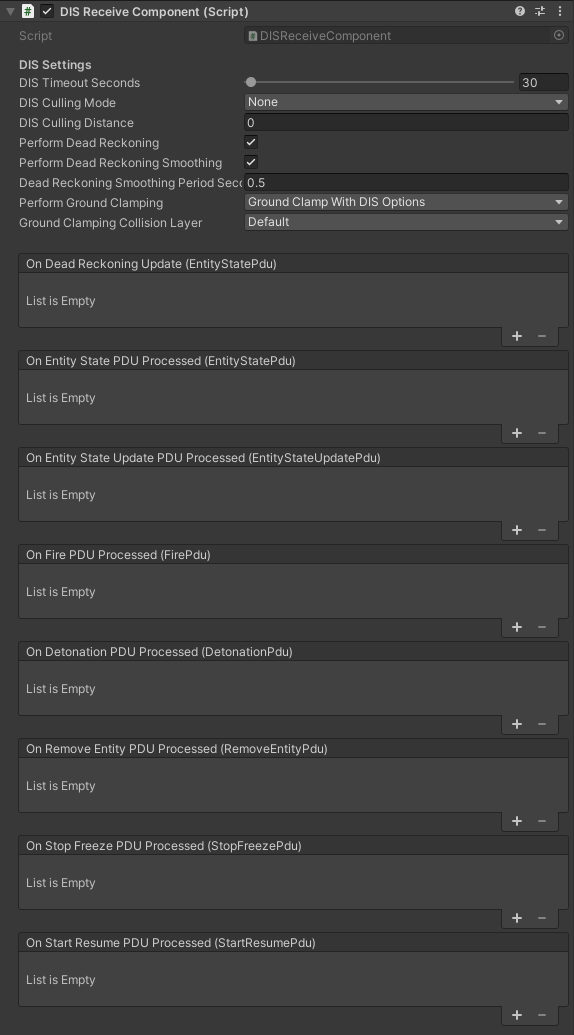 DIS Receive Component (Script)
Script DISReceiveComponent
DIS Settings
DIS Timeout Seconds 30
DIS Culling Mode None
DIS Culling Distance 0
Perform Dead Reckoning
Perform Dead Reckoning Smoothing
Dead Reckoning Smoothing Period Sec 0.5
Perform Ground Clamping Ground Clamp With DIS Options
Ground Clamping Collision Layer Default
On Dead Reckoning Update (EntityStatePdu)
List is Empty
On Entity State PDU Processed (EntityStatePdu)
List is Empty
On Entity State Update PDU Processed (EntityStateUpdatePdu)
List is Empty
On Fire PDU Processed (FirePdu)
List is Empty
On Detonation PDU Processed (DetonationPdu)
List is Empty
On Remove Entity PDU Processed (RemoveEntityPdu)
List is Empty
On Stop Freeze PDU Processed (StopFreezePdu)
List is Empty
On Start Resume PDU Processed (StartResumePdu)
List is Empty